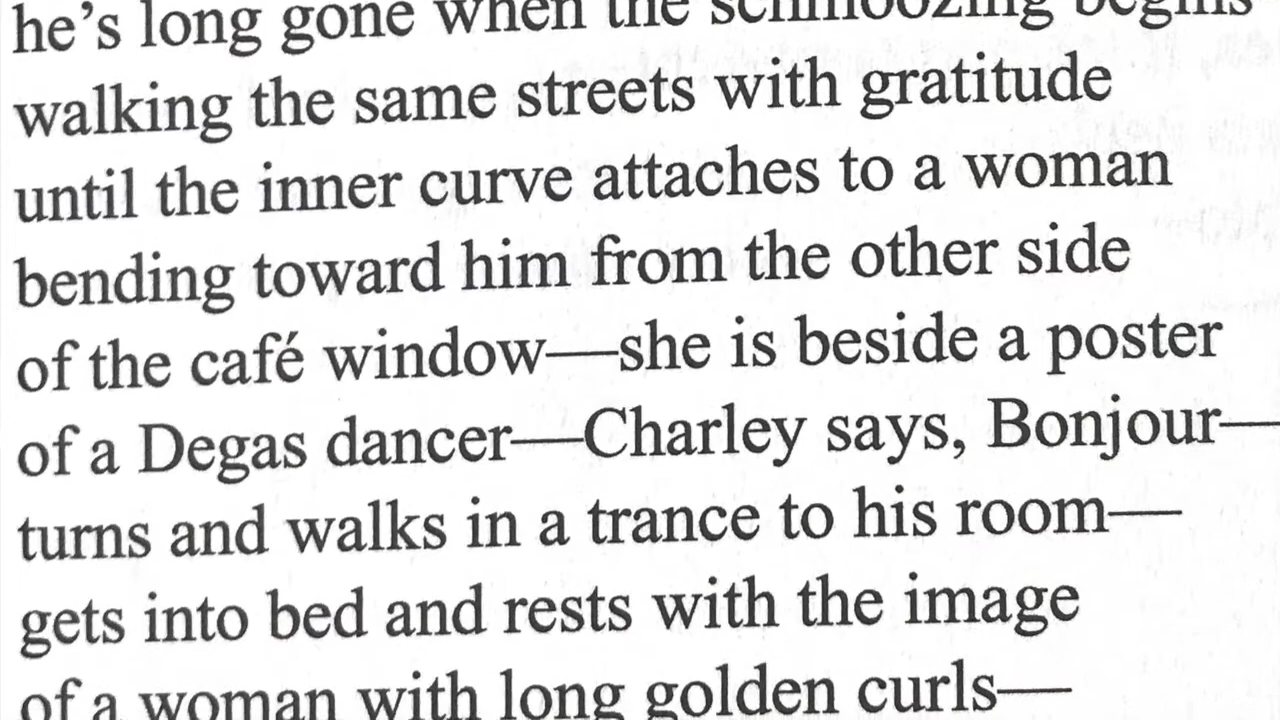 he’s long gone when the schmoozing begins
walking the same streets with gratitude
until the inner curve attaches to a woman
bending toward him from the other side
of the café window—she is beside a poster
of a Degas dancer—Charley says, Bonjour—
turns and walks in a trance to his room—
gets into bed and rests with the image
of a woman with long golden curls—